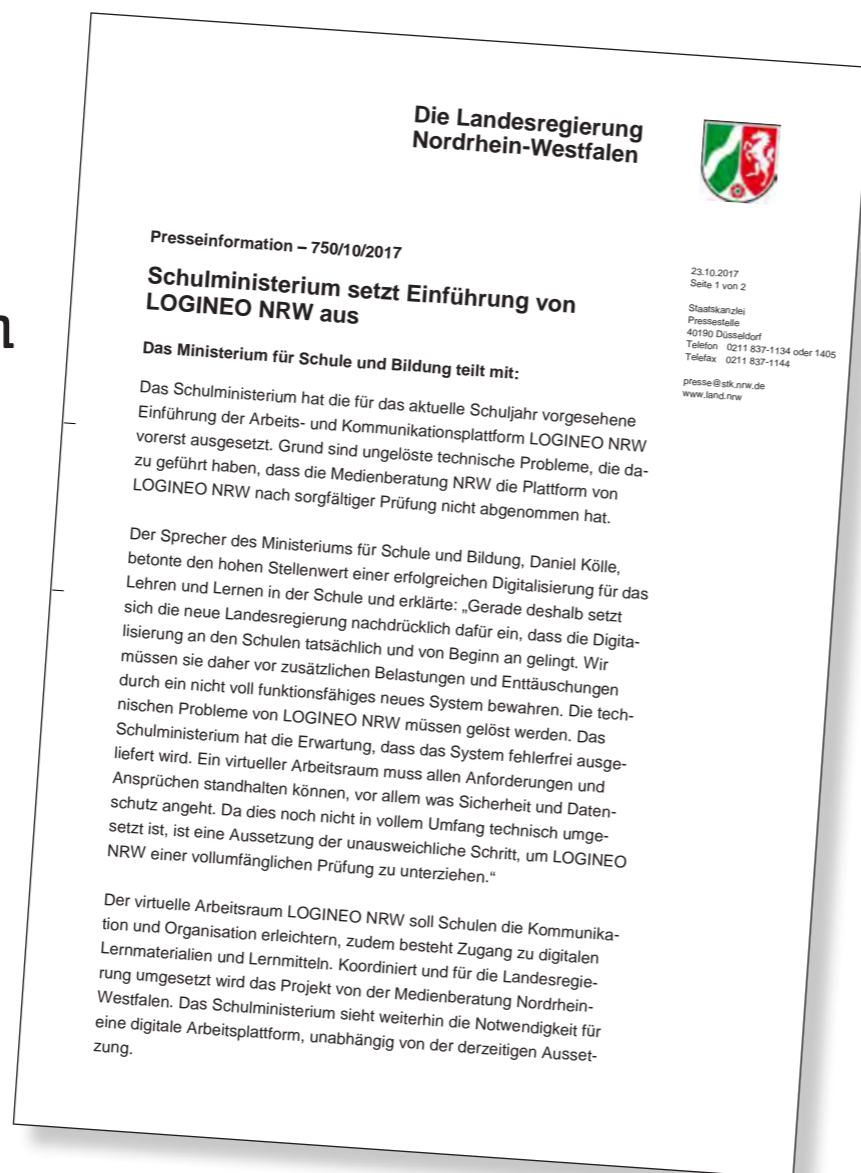 Die Landesregierung
Nordrhein-Westfalen
Presseinformation – 750/10/2017
Schulministerium setzt Einführung von
LOGINEO NRW aus
Das Ministerium für Schule und Bildung teilt mit:
23.10.2017
Seite 1 von 2
Staatskanzlei
Pressestelle
40190 Düsseldorf
Telefon 0211 837-1134 oder 1405
Telefax 0211 837-1144
presse@stk.nrw.de
www.land.nrw
Das Schulministerium hat die für das aktuelle Schuljahr vorgesehene
Einführung der Arbeits- und Kommunikationsplattform LOGINEO NRW
vorerst ausgesetzt. Grund sind ungelöste technische Probleme, die da-
zu geführt haben, dass die Medienberatung NRW die Plattform von
LOGINEO NRW nach sorgfältiger Prüfung nicht abgenommen hat.
Der Sprecher des Ministeriums für Schule und Bildung, Daniel Kölle,
betonte den hohen Stellenwert einer erfolgreichen Digitalisierung für das
Lehren und Lernen in der Schule und erklärte: „Gerade deshalb setzt
sich die neue Landesregierung nachdrücklich dafür ein, dass die Digita-
lisierung an den Schulen tatsächlich und von Beginn an gelingt. Wir
müssen sie daher vor zusätzlichen Belastungen und Enttäuschungen
durch ein nicht voll funktionsfähiges neues System bewahren. Die tech-
nischen Probleme von LOGINEO NRW müssen gelöst werden. Das
Schulministerium hat die Erwartung, dass das System fehlerfrei ausge-
liefert wird. Ein virtueller Arbeitsraum muss allen Anforderungen und
Ansprüchen standhalten können, vor allem was Sicherheit und Daten-
schutz angeht. Da dies noch nicht in vollem Umfang technisch umge-
setzt ist, ist eine Aussetzung der unausweichliche Schritt, um LOGINEO
NRW einer vollumfänglichen Prüfung zu unterziehen.“
Der virtuelle Arbeitsraum LOGINEO NRW soll Schulen die Kommunika-
tion und Organisation erleichtern, zudem besteht Zugang zu digitalen
Lernmaterialien und Lernmitteln. Koordiniert und für die Landesregie-
rung umgesetzt wird das Projekt von der Medienberatung Nordrhein-
Westfalen. Das Schulministerium sieht weiterhin die Notwendigkeit für
eine digitale Arbeitsplattform, unabhängig von der derzeitigen Ausset-
zung.